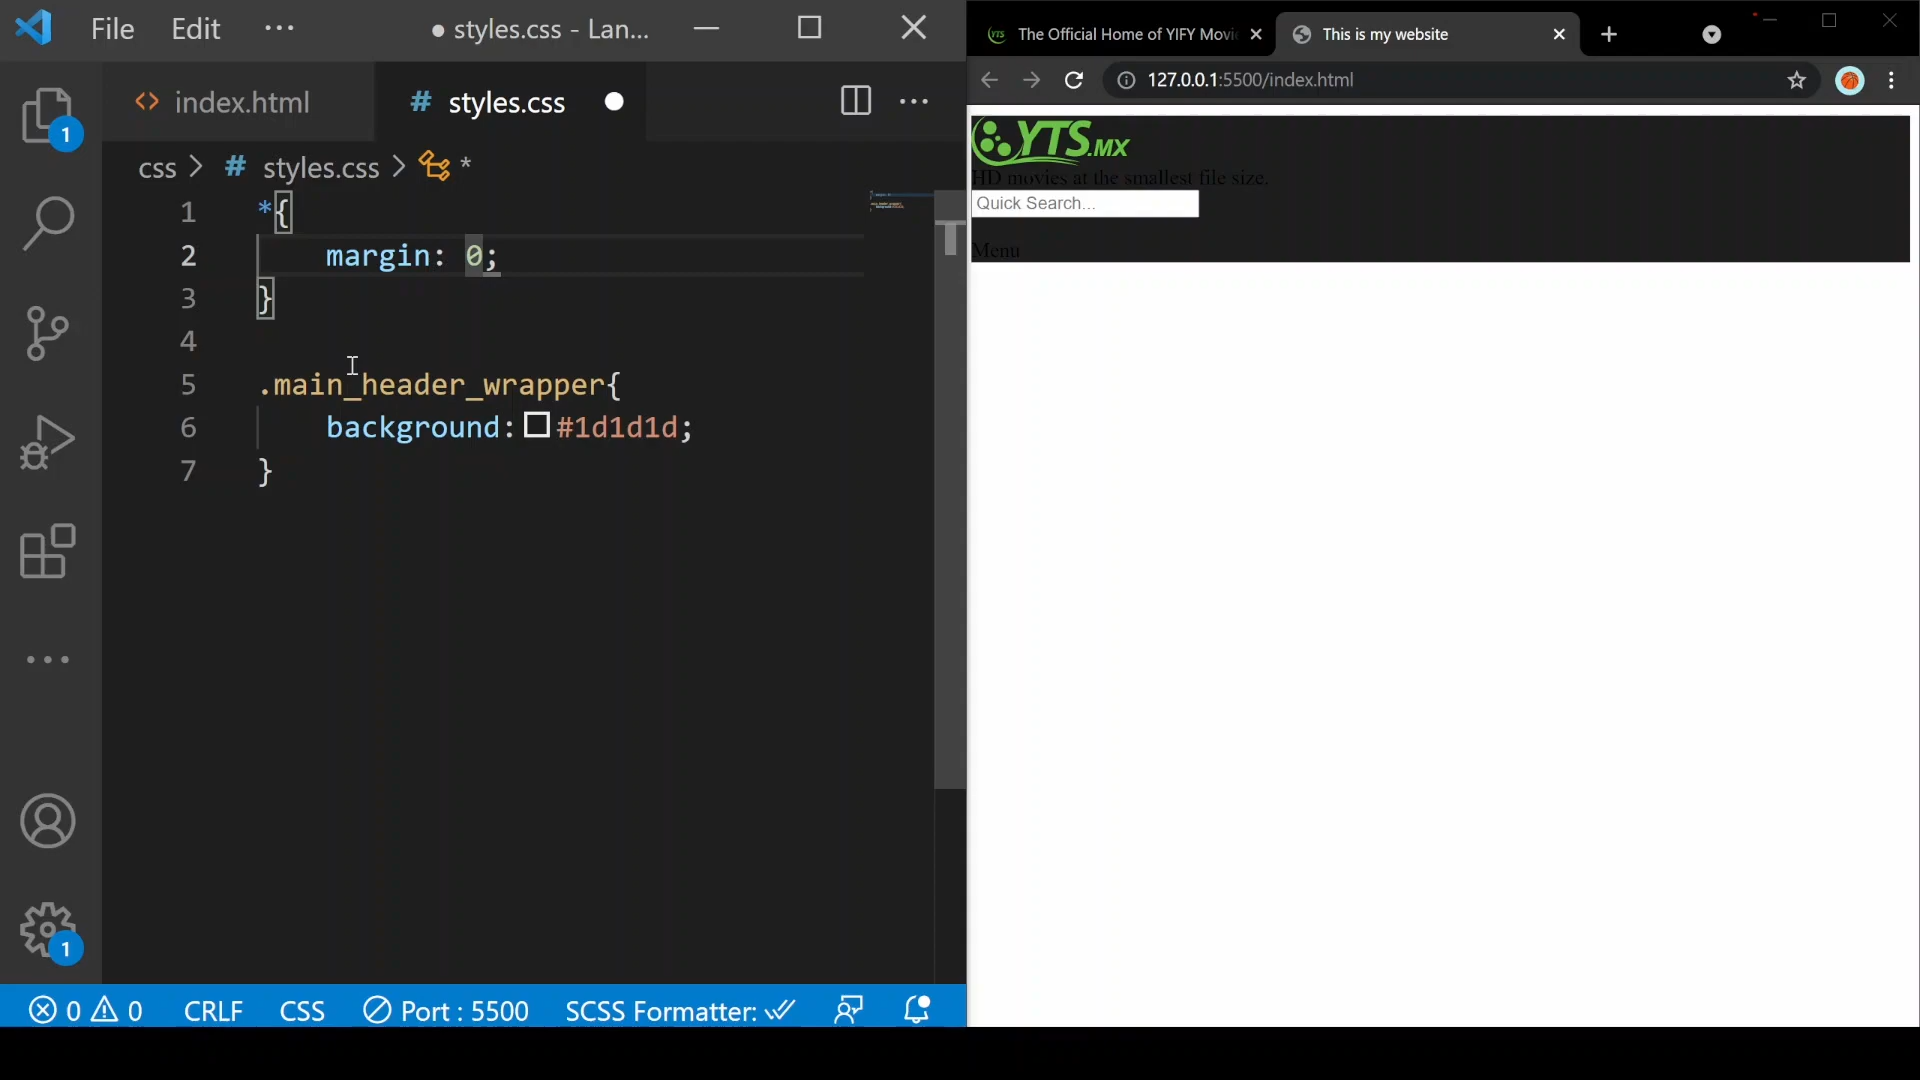 File Edit ··· ● styles.css - Lan...
index.html # styles.css ●
css > # styles.css > *
1 *{
2 margin: 0;
3 }
4
5 .main_header_wrapper{
6 background: #1d1d1d;
7 }
1
1
0 0 CRLF CSS Port : 5500 SCSS Formatter:
YTS The Official Home of YIFY Movi This is my website
127.0.0.1:5500/index.html
YTS.MX
HD movies at the smallest file size.
Quick Search...
Menu